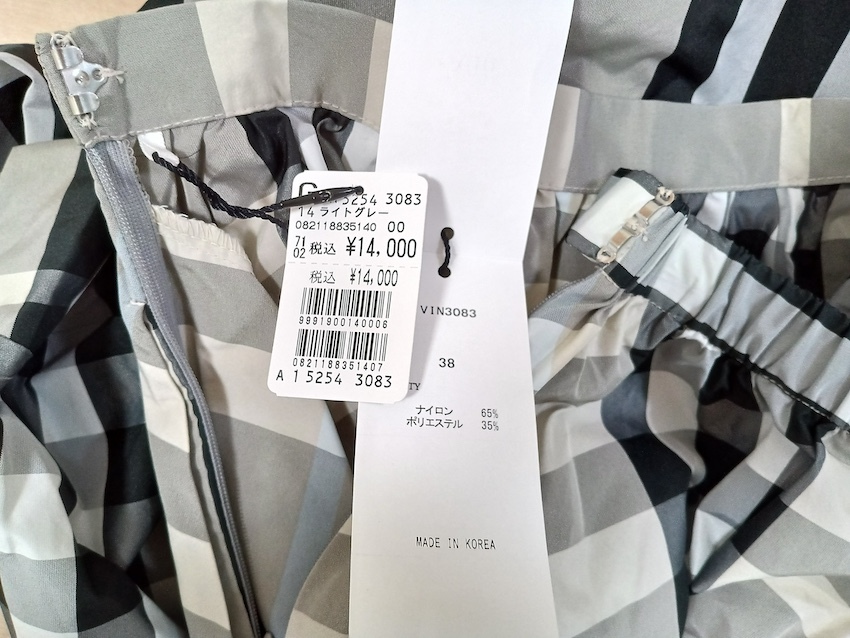 5254 3083
14 ライトグレー
082118835140 00
7102 税込 ¥14,000
税込 ¥14,000
9991900140006
0821188351407
A 1 5254 3083
VIN3083
38
TY
ナイロン 65%
ポリエステル 35%
MADE IN KOREA